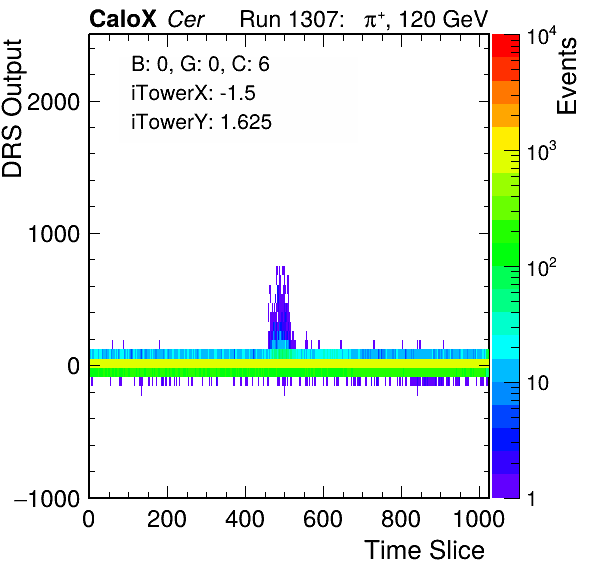 CaloX Cer Run 1307: π⁺, 120 GeV
B: 0, G: 0, C: 6
iTowerX: -1.5
iTowerY: 1.625
DRS Output
2000
1000
0
−1000
0 200 400 600 800 1000
Time Slice
Events
10⁴
10³
10²
10
1